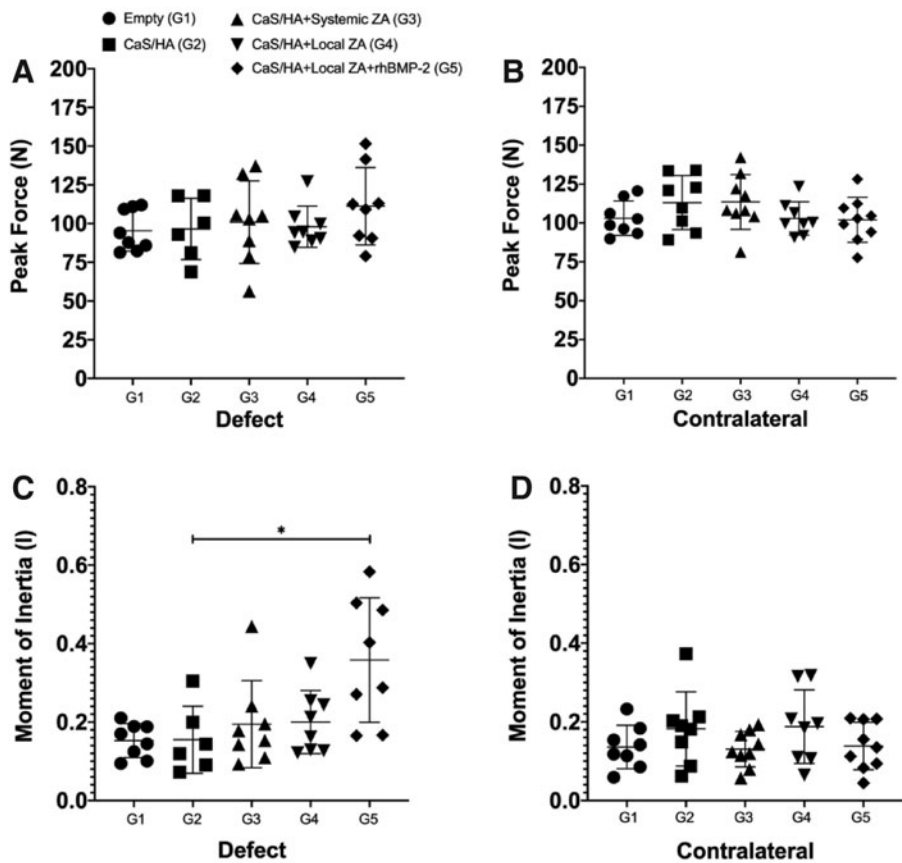 Empty (G1)
CaS/HA (G2)
CaS/HA+Systemic ZA (G3)
CaS/HA+Local ZA (G4)
CaS/HA+Local ZA+rhBMP-2 (G5)
A
Peak Force (N)
200
175
150
125
100
75
50
25
0
G1 G2 G3 G4 G5
Defect
B
Peak Force (N)
200
175
150
125
100
75
50
25
0
G1 G2 G3 G4 G5
Contralateral
C
Moment of Inertia (I)
0.8
0.6
0.4
0.2
0.0
*
G1 G2 G3 G4 G5
Defect
D
Moment of Inertia (I)
0.8
0.6
0.4
0.2
0.0
G1 G2 G3 G4 G5
Contralateral